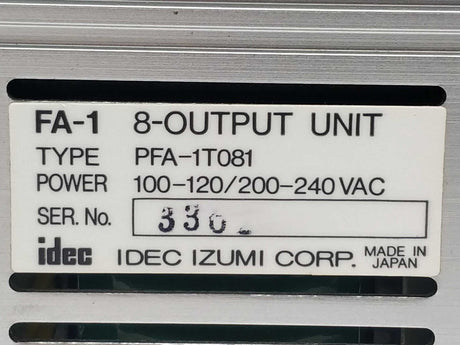 FA-1 8-OUTPUT UNIT
TYPE PFA-1T081
POWER 100-120/200-240 VAC
SER. No.
idec IDEC IZUMI CORP. MADE IN JAPAN